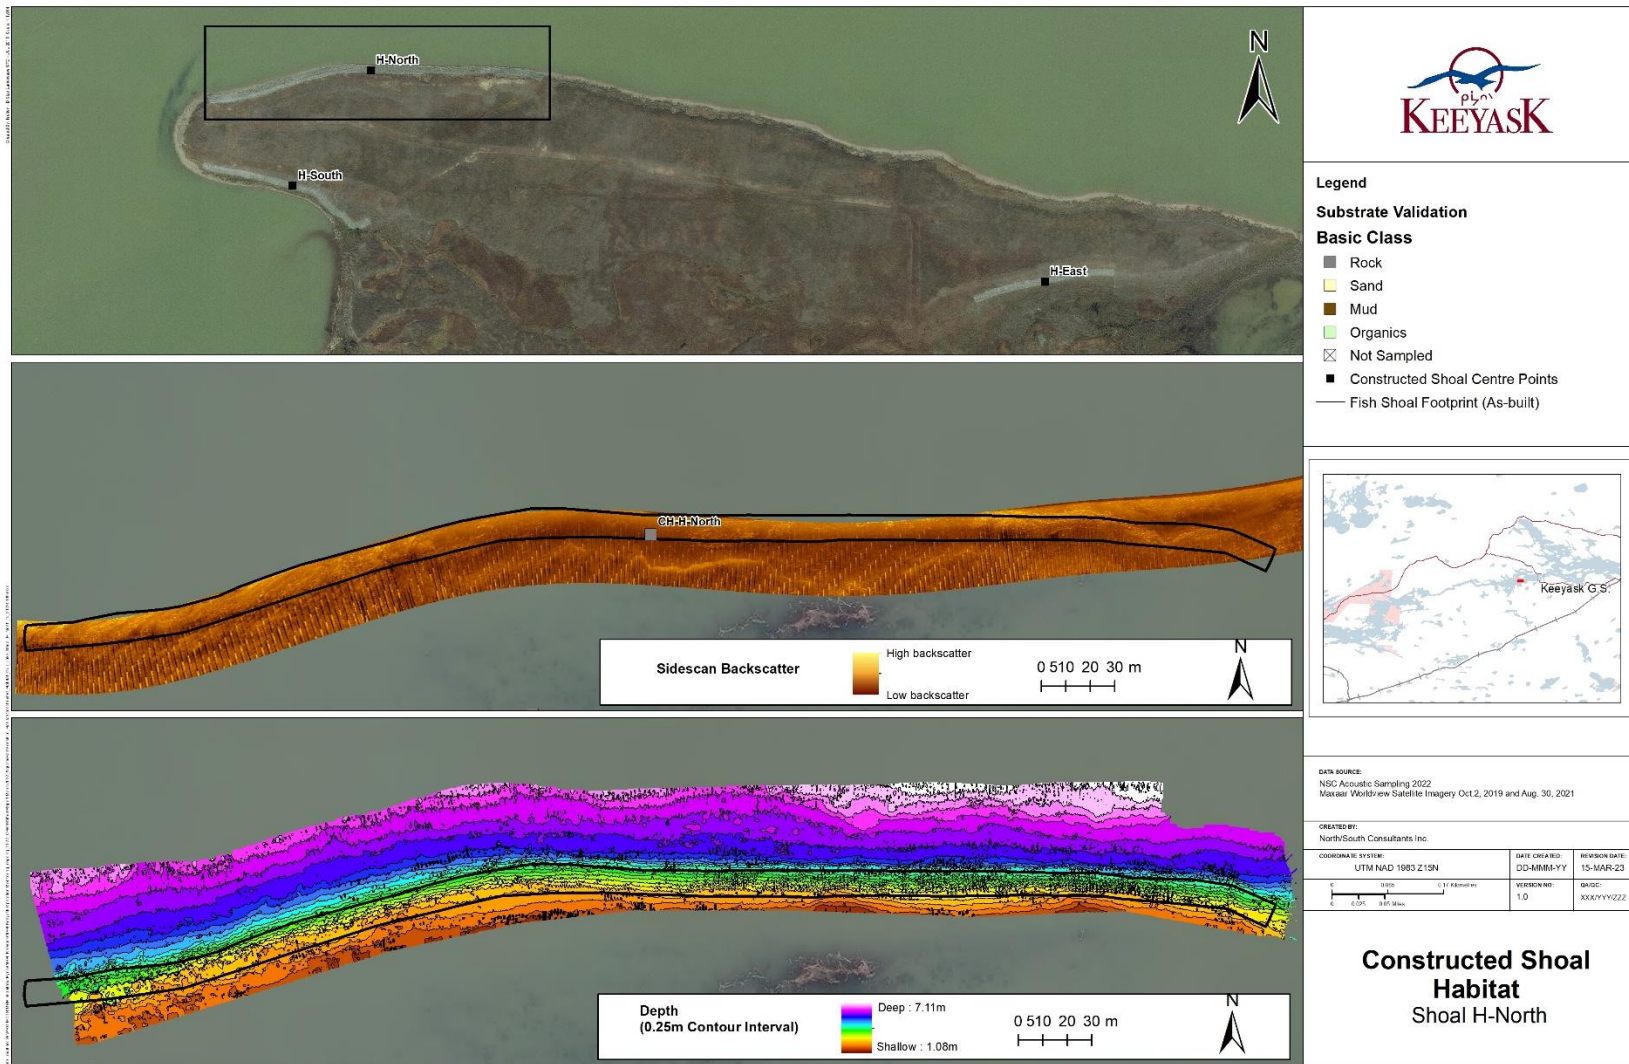 H-North
H-South
H-East
N
CH-H-North
Sidescan Backscatter
High backscatter
Low backscatter
0 510 20 30 m
N
Depth
(0.25m Contour Interval)
Deep : 7.11m
Shallow : 1.08m
0 510 20 30 m
N
KEEYASK
Legend
Substrate Validation
Basic Class
Rock
Sand
Mud
Organics
Not Sampled
Constructed Shoal Centre Points
Fish Shoal Footprint (As-built)
Keeyask G.S.
DATA SOURCE:
NSC Acoustic Sampling 2022
Maxaar Worldview Satellite Imagery Oct.2, 2019 and Aug. 30, 2021
CREATED BY:
North/South Consultants Inc.
COORDINATE SYSTEM:
UTM NAD 1983 Z15N
DATE CREATED:
DD-MMM-YY
REVISION DATE:
15-MAR-23
VERSION NO:
1.0
QA/QC:
XXX/YYY/ZZZ
Constructed Shoal
Habitat
Shoal H-North